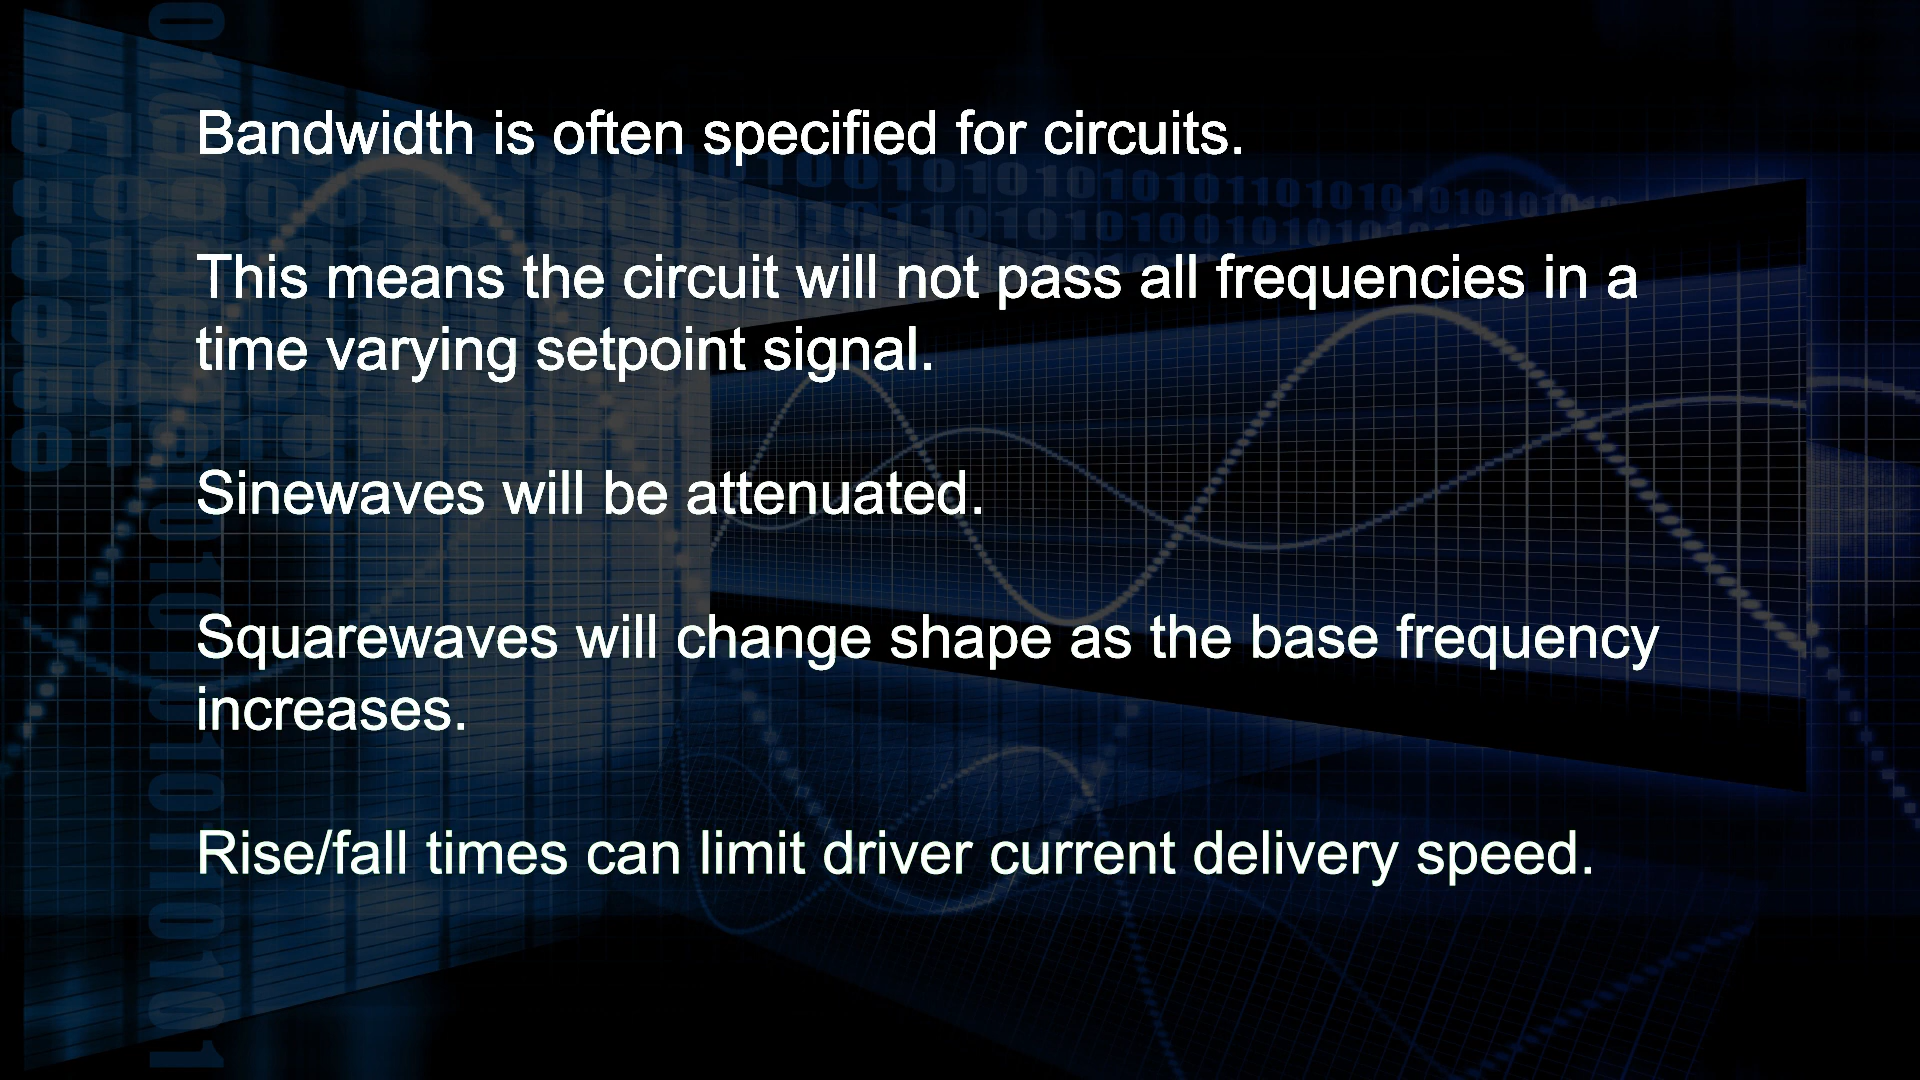 Bandwidth is often specified for circuits.
This means the circuit will not pass all frequencies in a
time varying setpoint signal.
Sinewaves will be attenuated.
Squarewaves will change shape as the base frequency
increases.
Rise/fall times can limit driver current delivery speed.